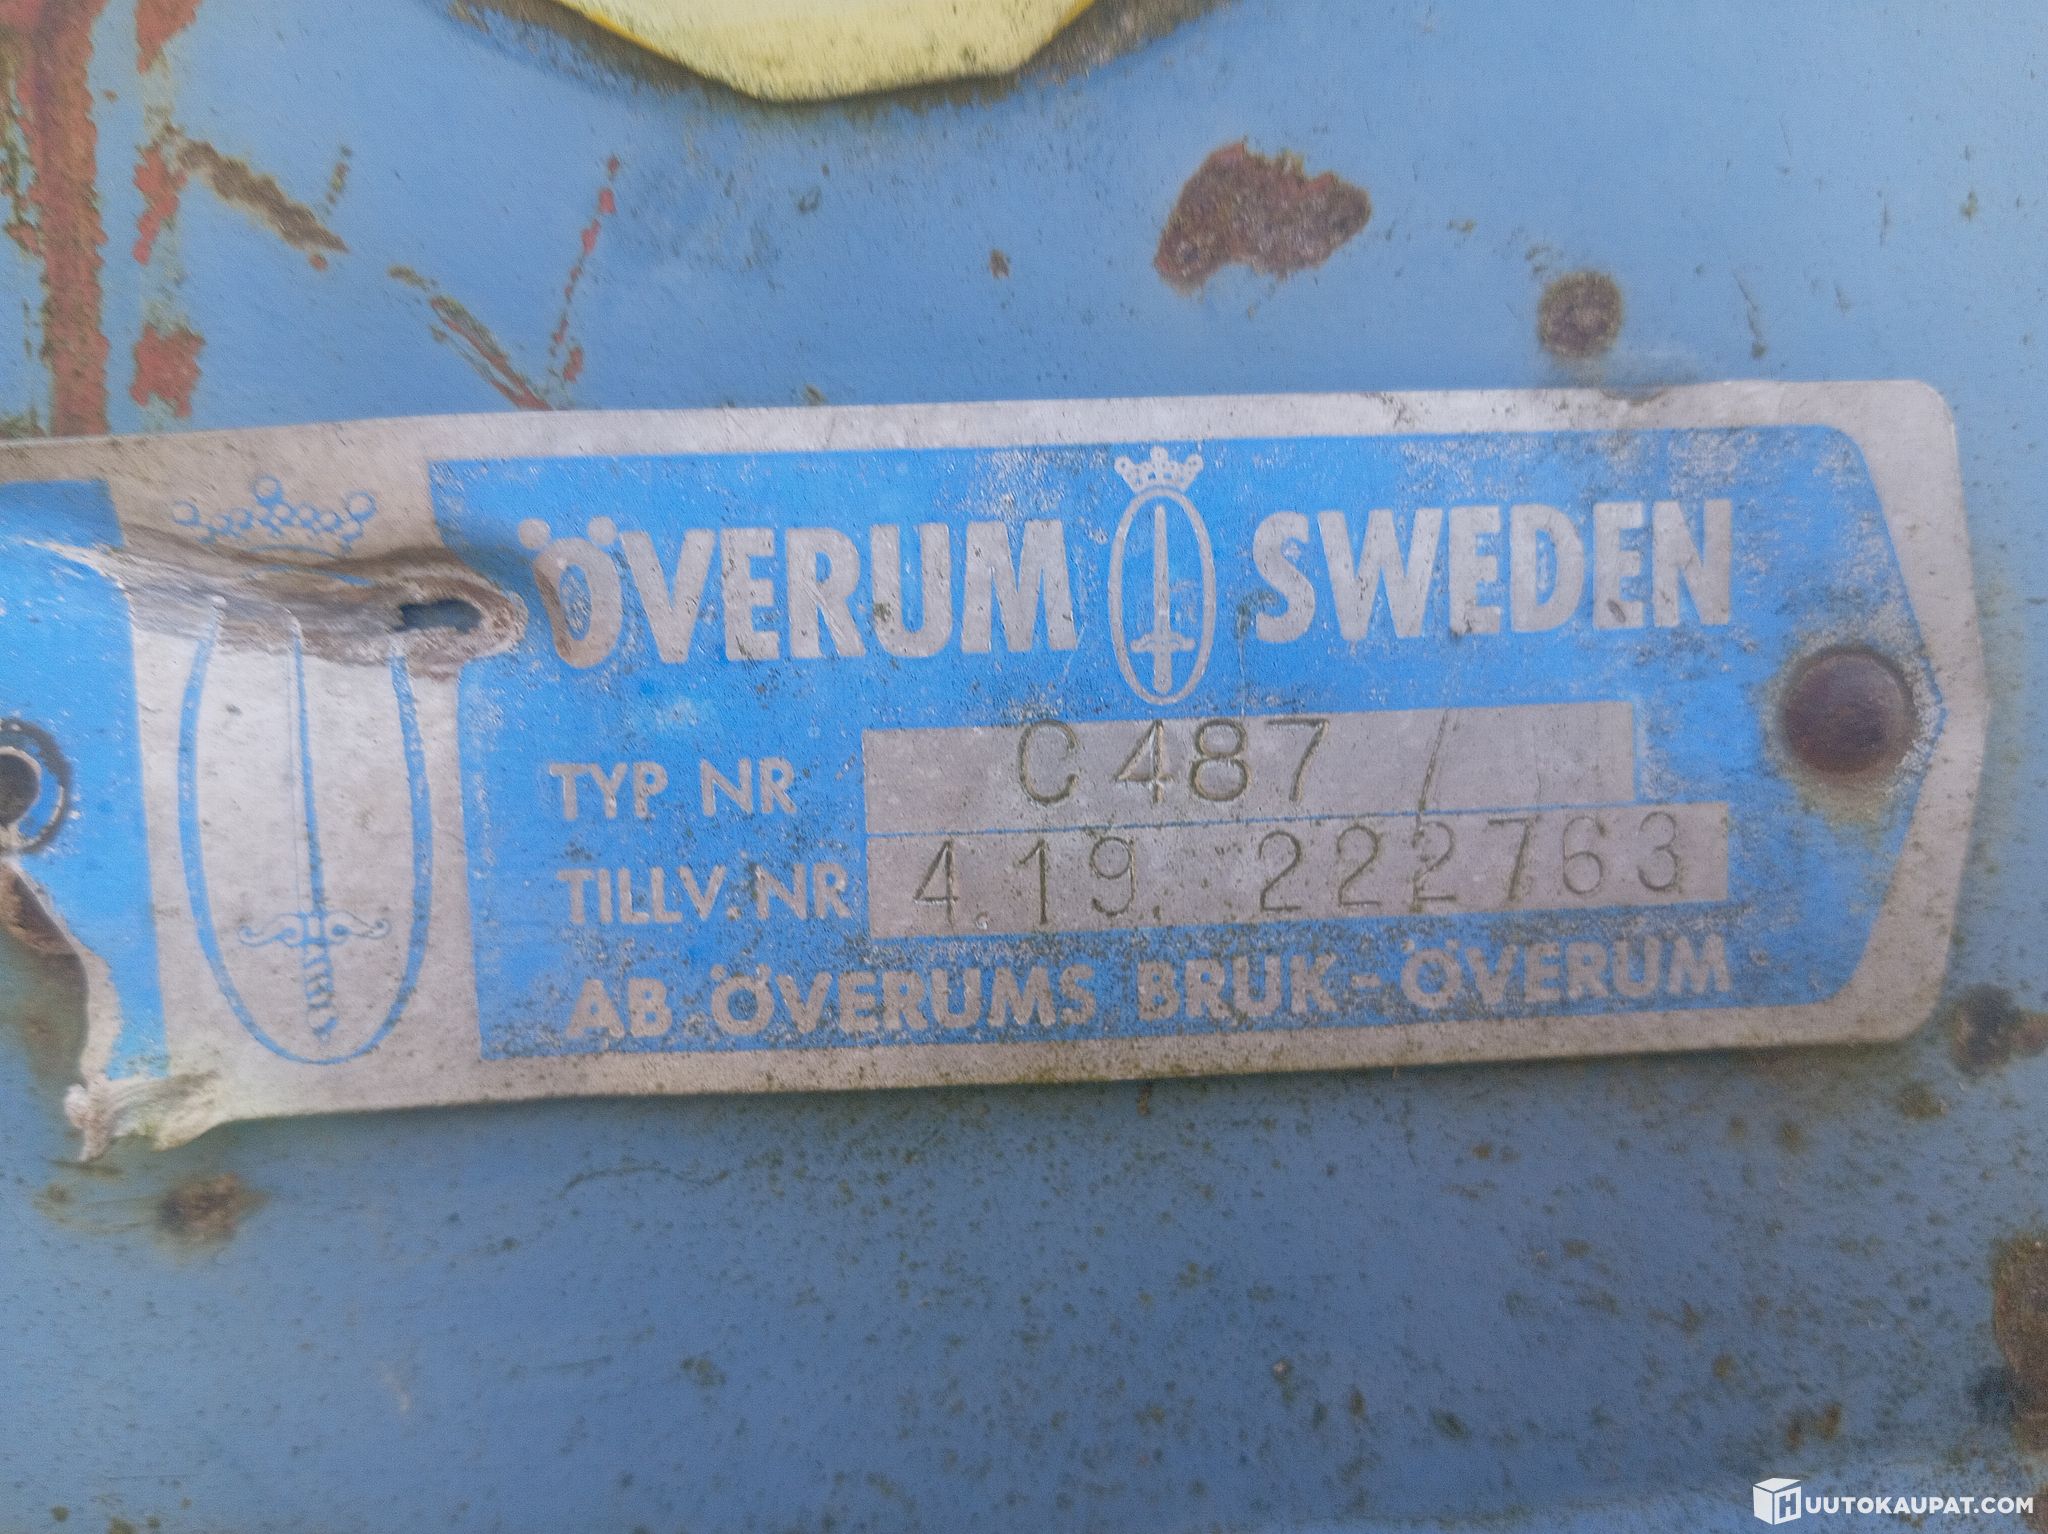 ÖVERUM SWEDEN
TYP NR C 487 /
TILLV. NR 4.19. 222763
AB ÖVERUMS BRUK-ÖVERUM
HUUTOKAUPAT.COM